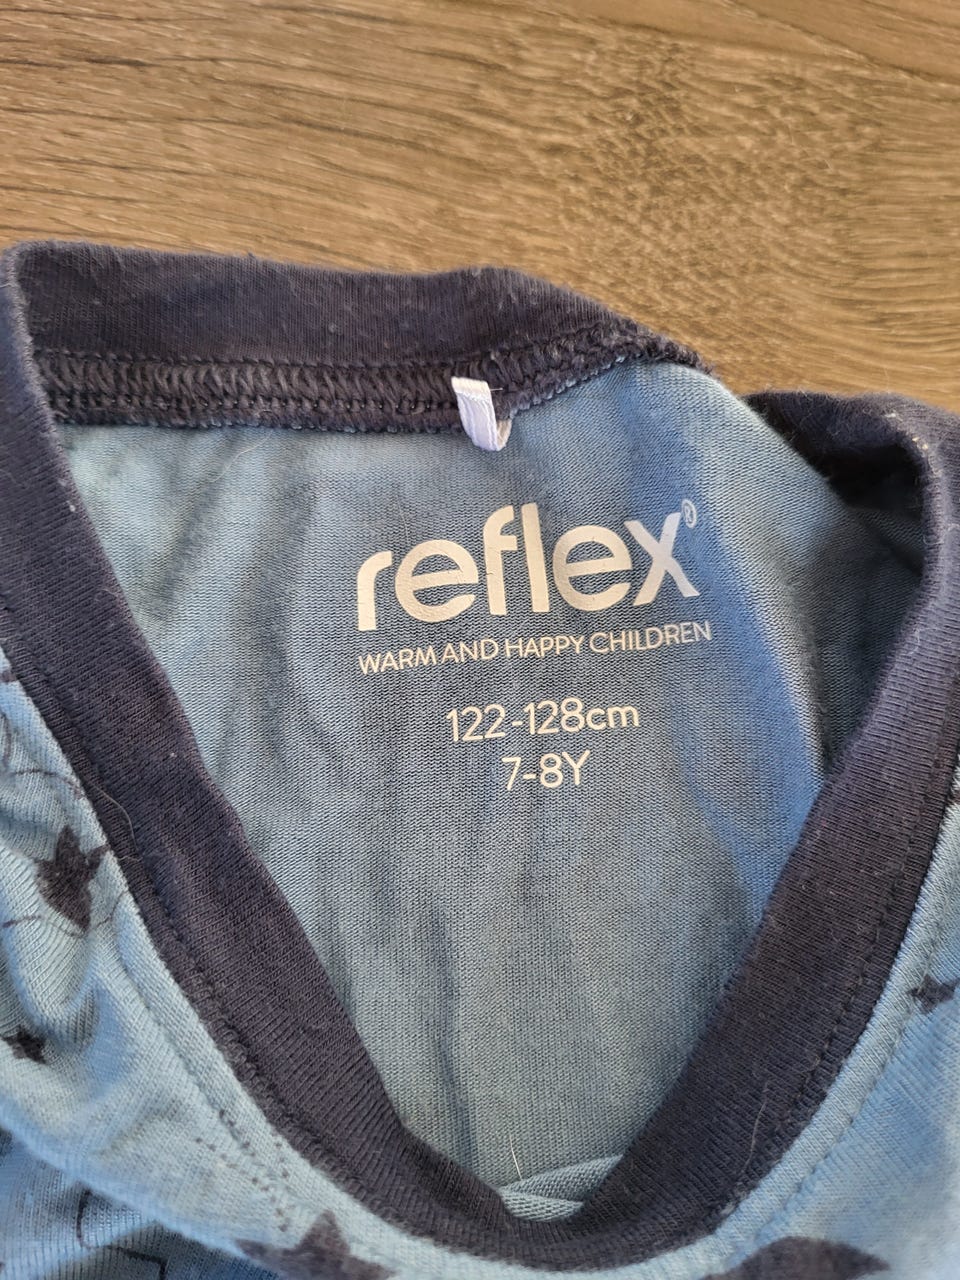 reflex®
WARM AND HAPPY CHILDREN
122-128cm
7-8Y